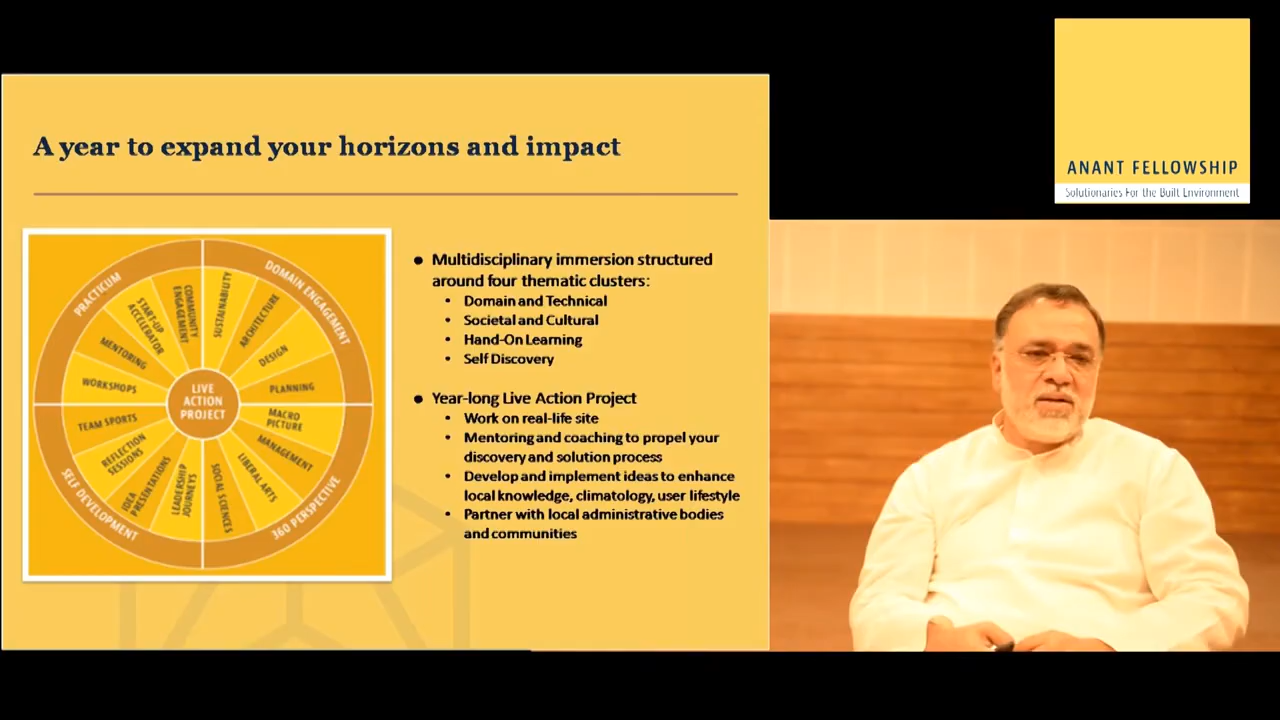 A year to expand your horizons and impact
ANANT FELLOWSHIP
Solutionaries For the Built Environment
PRACTICUM
DOMAIN ENGAGEMENT
360 PERSPECTIVE
SELF DEVELOPMENT
LIVE
ACTION
PROJECT
SUSTAINABILITY
ARCHITECTURE
DESIGN
PLANNING
MACRO
PICTURE
MANAGEMENT
LIBERAL ARTS
SOCIAL SCIENCES
LEADERSHIP
JOURNEYS
IDEA
PRESENTATIONS
REFLECTION
SESSIONS
TEAM SPORTS
WORKSHOPS
MENTORING
START-UP
ACCELERATOR
COMMUNITY
ENGAGEMENT
● Multidisciplinary immersion structured
around four thematic clusters:
• Domain and Technical
• Societal and Cultural
• Hand-On Learning
• Self Discovery
● Year-long Live Action Project
• Work on real-life site
• Mentoring and coaching to propel your
discovery and solution process
• Develop and implement ideas to enhance
local knowledge, climatology, user lifestyle
• Partner with local administrative bodies
and communities